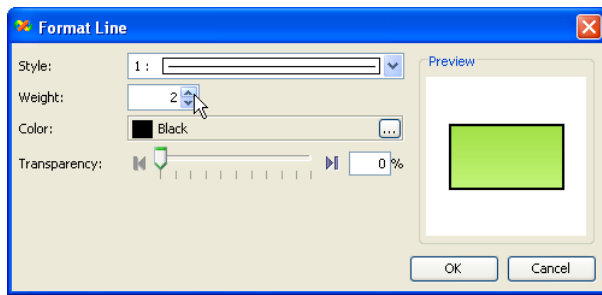 Format Line
Style: 1 :
Preview
Weight: 2
Color: Black ...
Transparency: 0 %
OK Cancel